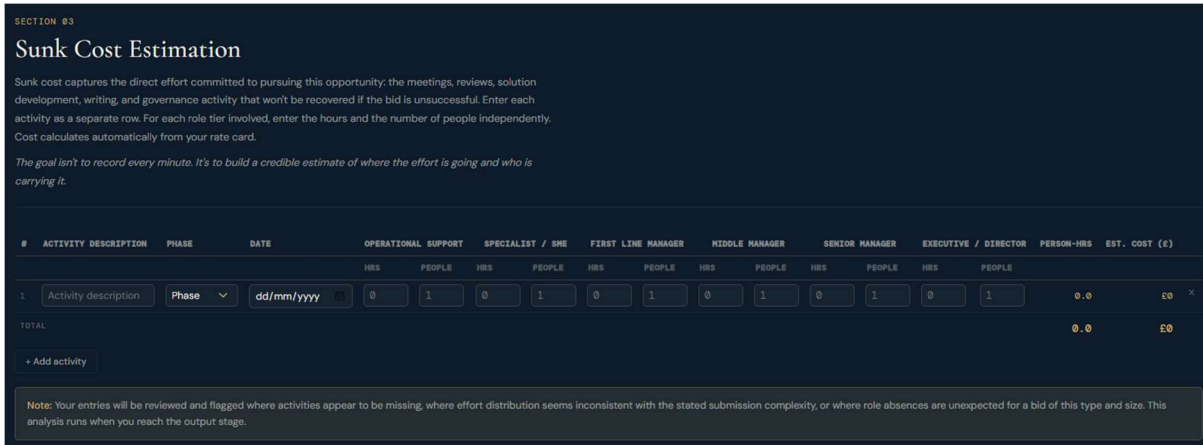 SECTION 03
Sunk Cost Estimation
Sunk cost captures the direct effort committed to pursuing this opportunity: the meetings, reviews, solution
development, writing, and governance activity that won't be recovered if the bid is unsuccessful. Enter each
activity as a separate row. For each role tier involved, enter the hours and the number of people independently.
Cost calculates automatically from your rate card.
The goal isn't to record every minute. It's to build a credible estimate of where the effort is going and who is
carrying it.
# ACTIVITY DESCRIPTION PHASE DATE OPERATIONAL SUPPORT SPECIALIST / SME FIRST LINE MANAGER MIDDLE MANAGER SENIOR MANAGER EXECUTIVE / DIRECTOR PERSON-HRS EST. COST (£)
HRS PEOPLE HRS PEOPLE HRS PEOPLE HRS PEOPLE HRS PEOPLE HRS PEOPLE
1 Activity description Phase dd/mm/yyyy 0 1 0 1 0 1 0 1 0 1 0 1 0.0 £0 ×
TOTAL 0.0 £0
+ Add activity
Note: Your entries will be reviewed and flagged where activities appear to be missing, where effort distribution seems inconsistent with the stated submission complexity, or where role absences are unexpected for a bid of this type and size. This
analysis runs when you reach the output stage.